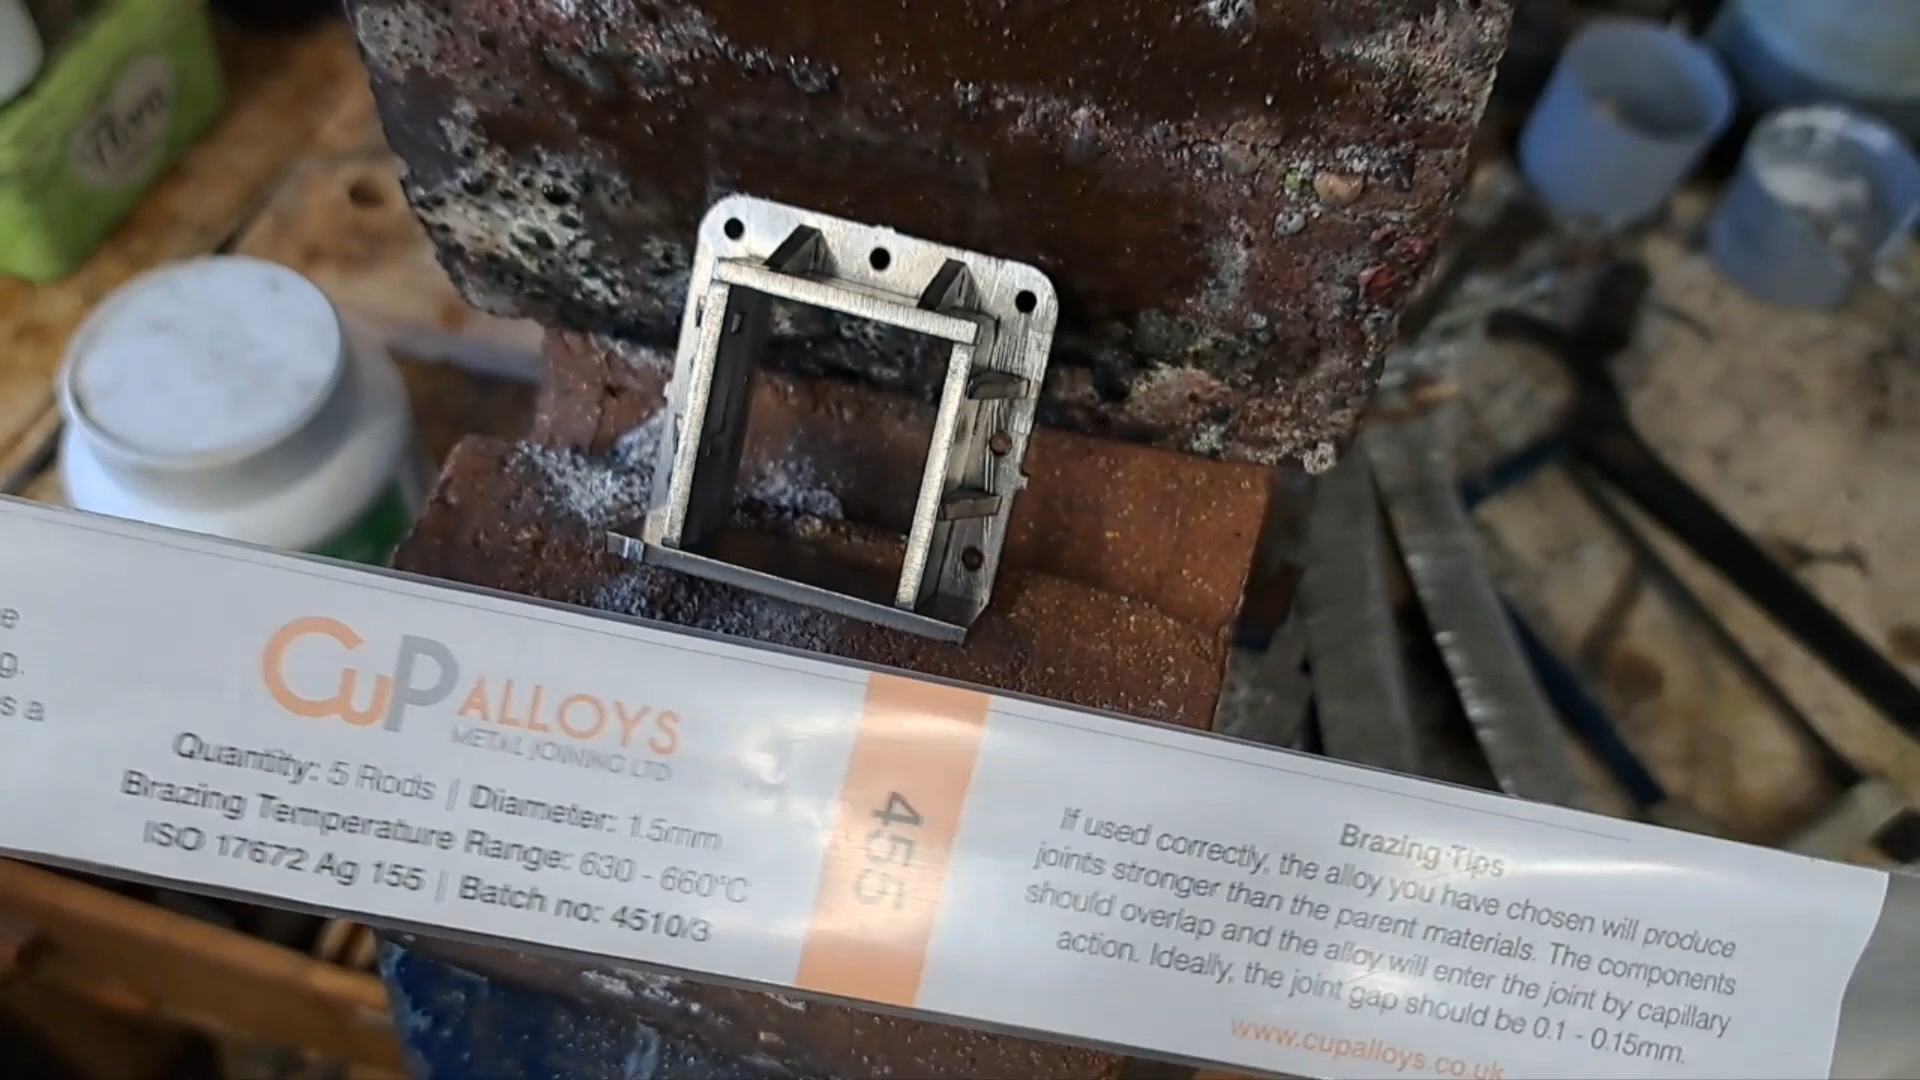 Flora
e
g.
s a
CuP ALLOYS
METAL JOINING LTD
Quantity: 5 Rods | Diameter: 1.5mm
Brazing Temperature Range: 630 - 660°C
ISO 17672 Ag 155 | Batch no: 4510/3
455
Brazing Tips
If used correctly, the alloy you have chosen will produce
joints stronger than the parent materials. The components
should overlap and the alloy will enter the joint by capillary
action. Ideally, the joint gap should be 0.1 - 0.15mm.
www.cupalloys.co.uk